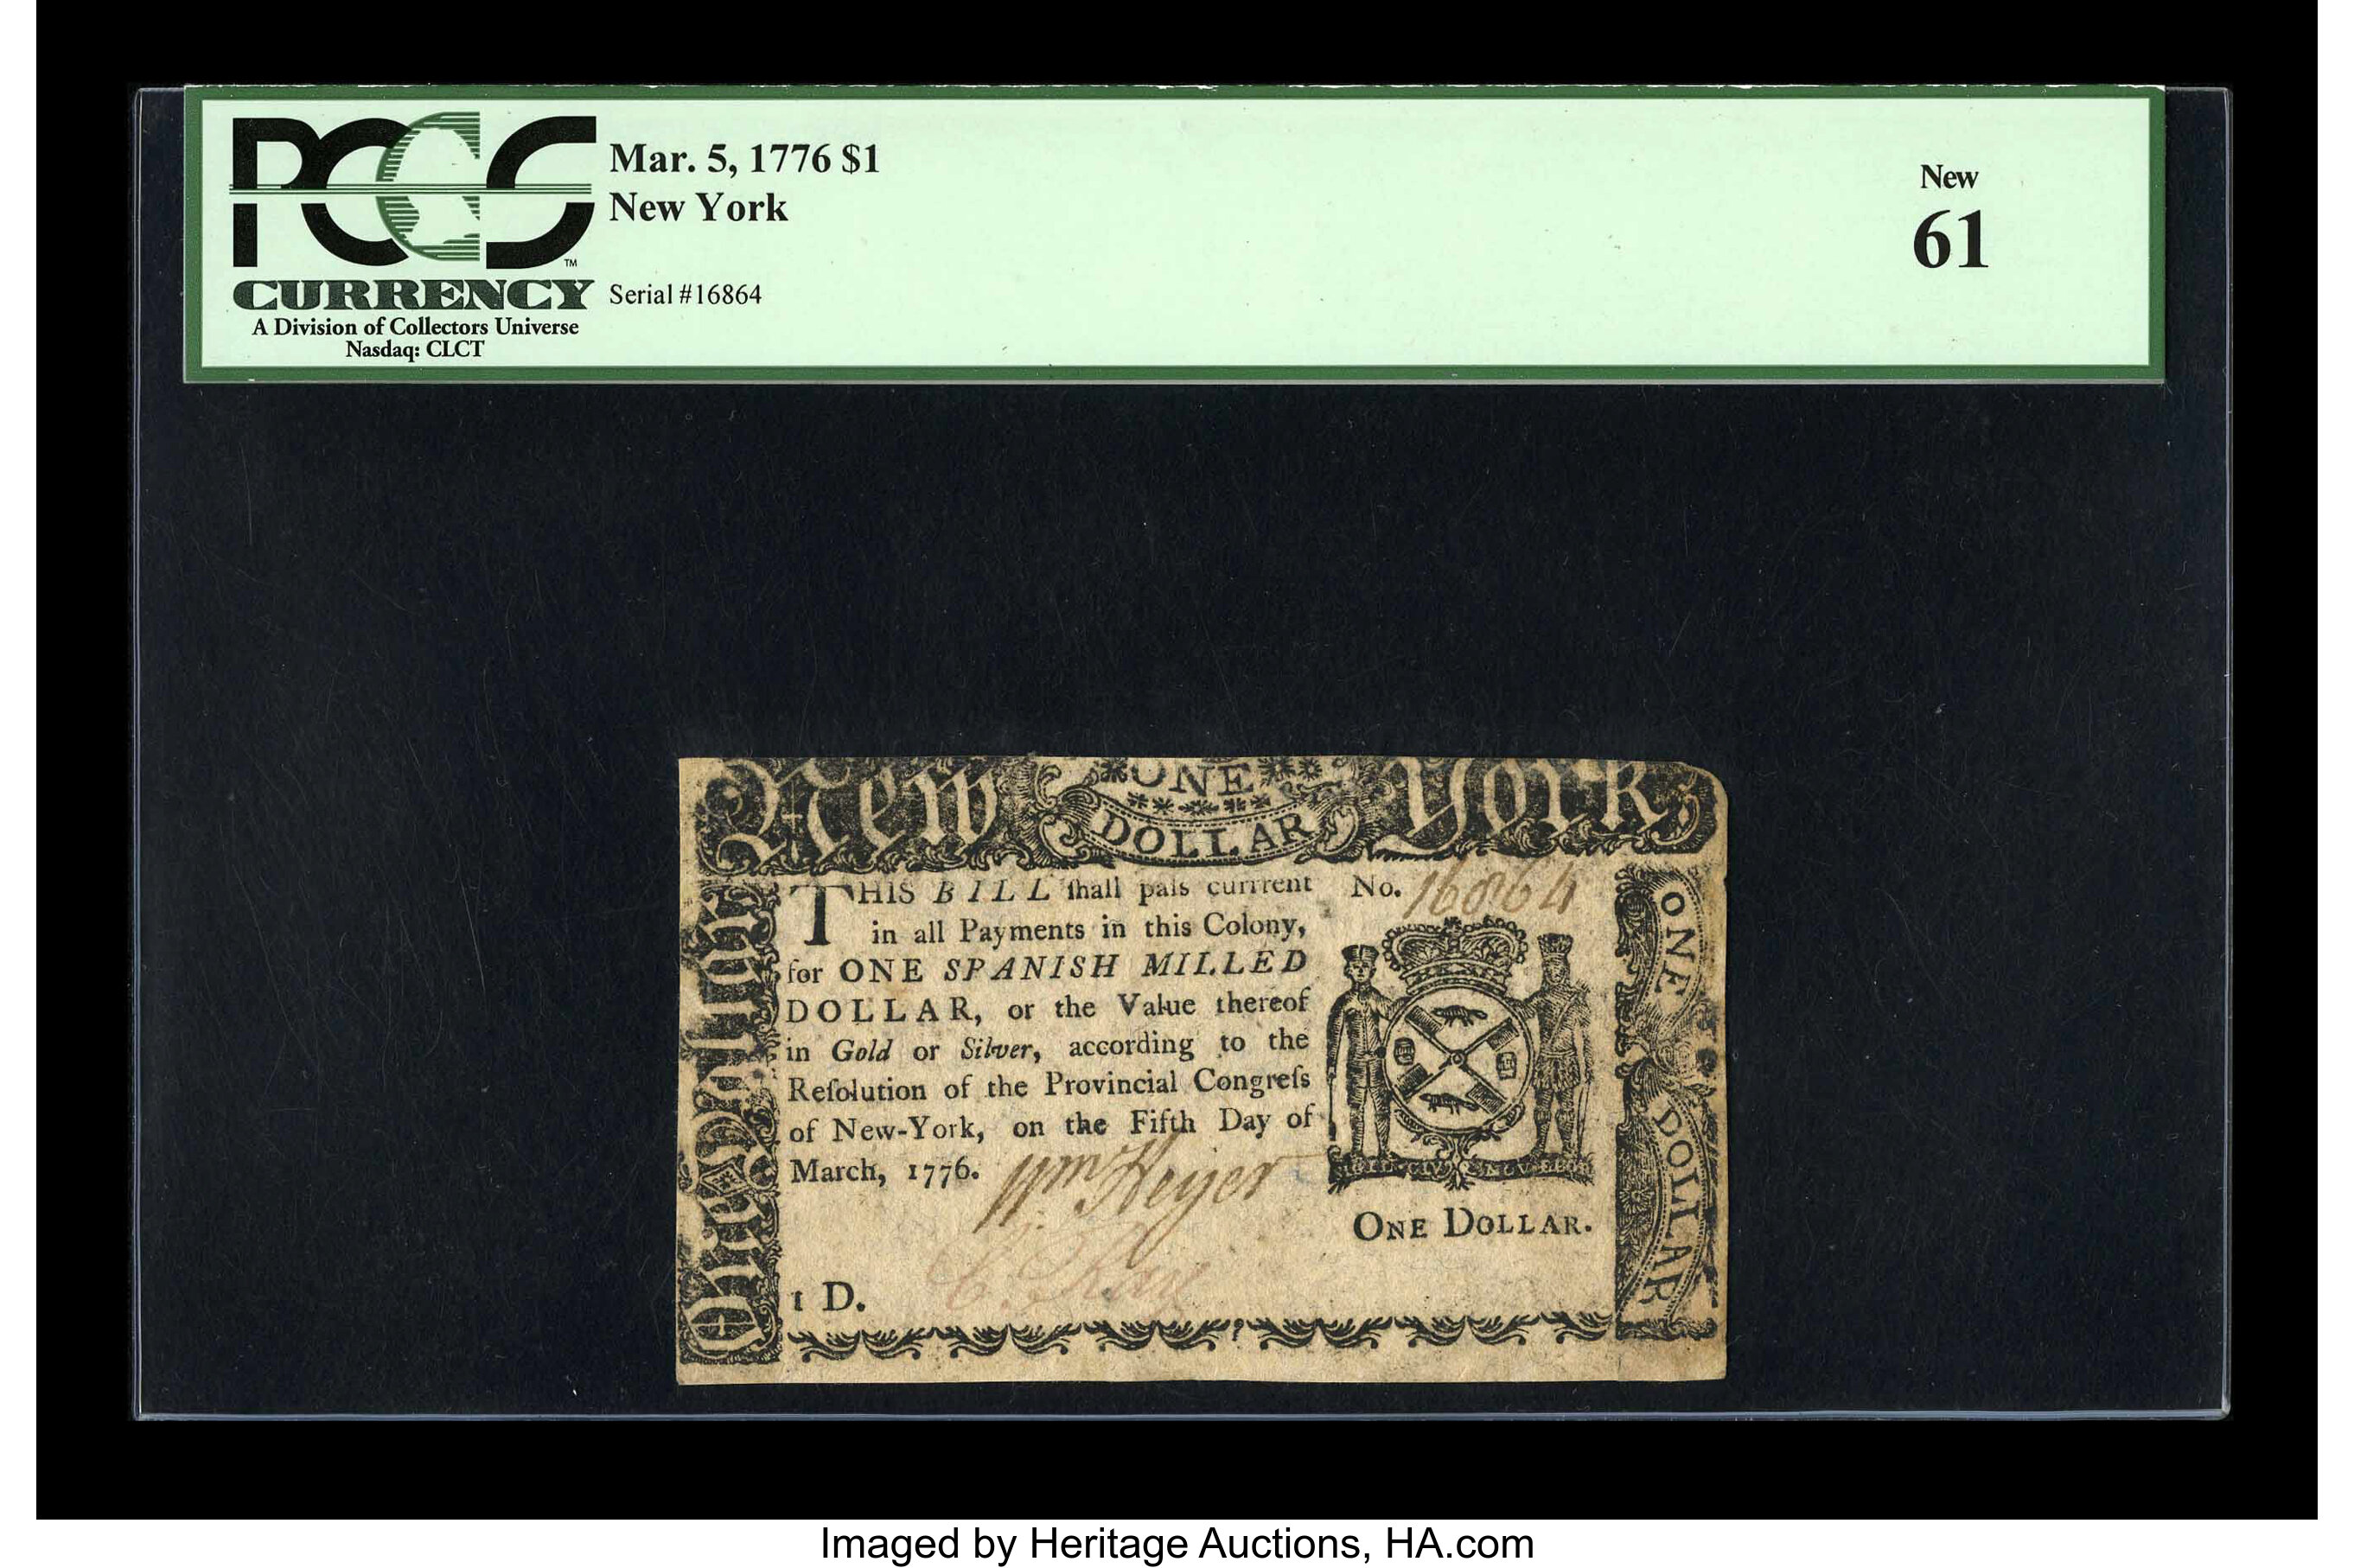 PCGS
TM
CURRENCY
A Division of Collectors Universe
Nasdaq: CLCT
Mar. 5, 1776 $1
New York
Serial #16864
New
61
New ONE York
DOLLAR
THIS BILL ſhall paſs currrent
in all Payments in this Colony,
for ONE SPANISH MILLED
DOLLAR, or the Value thereof
in Gold or Silver, according to the
Reſolution of the Provincial Congreſs
of New-York, on the Fifth Day of
March, 1776.
Wm Heyer
C. Ray
1 D.
No. 16864
ONE DOLLAR.
ONE
DOLLAR
Imaged by Heritage Auctions, HA.com